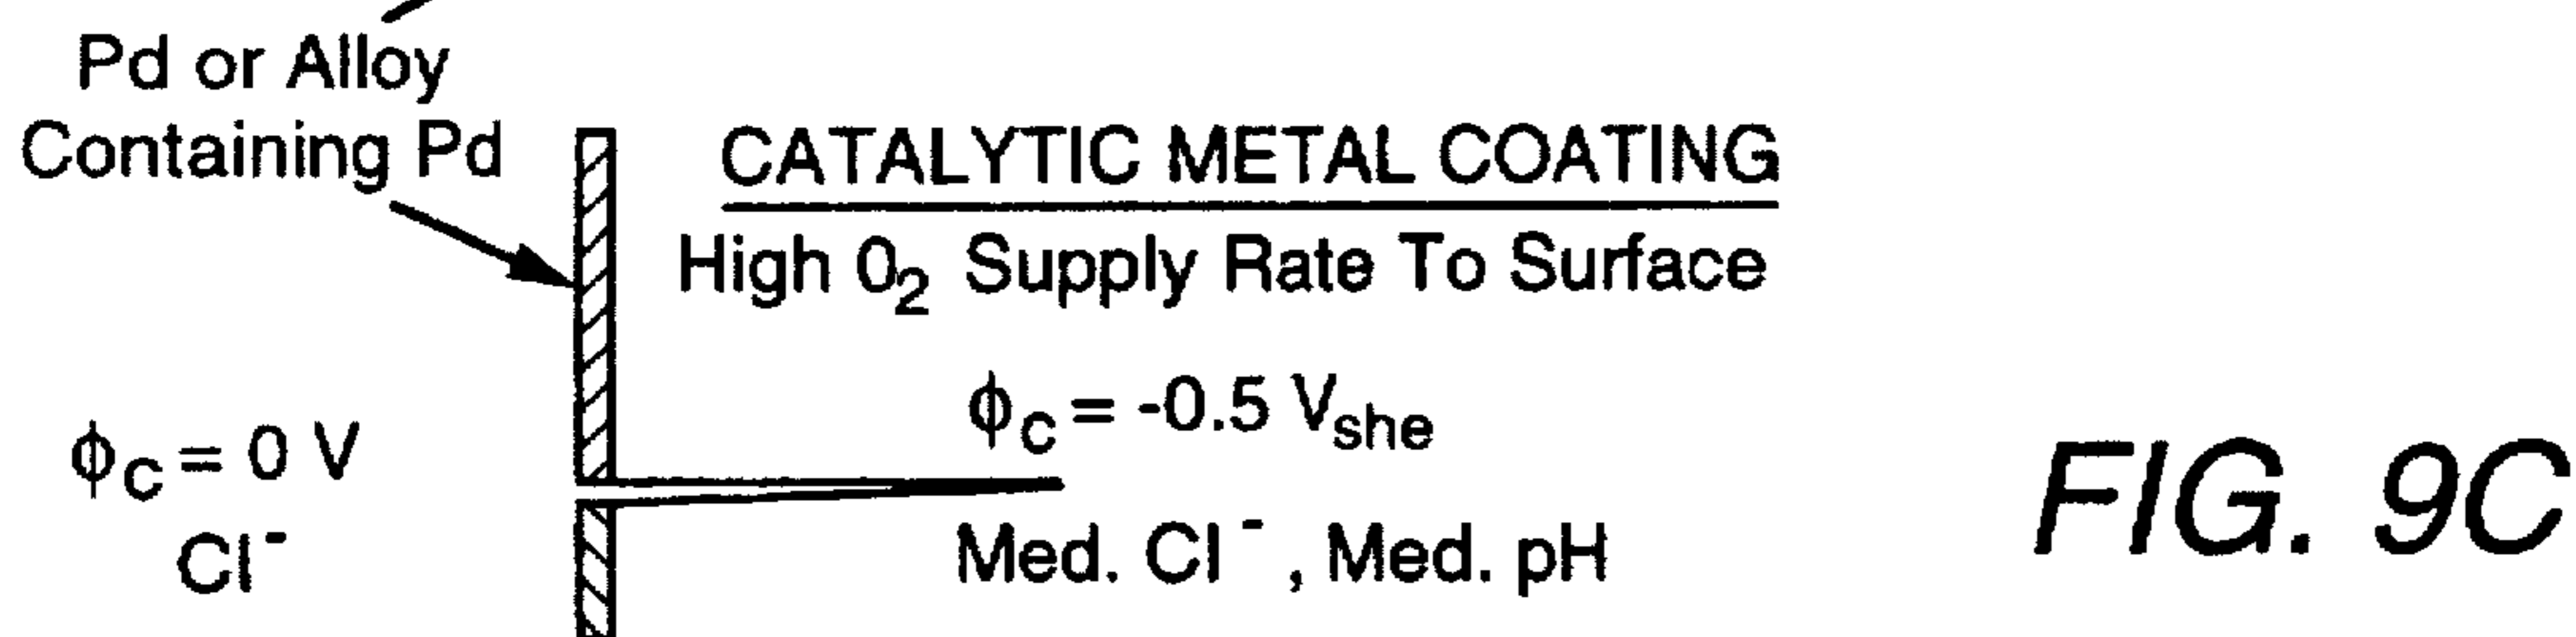 Pd or Alloy
Containing Pd
CATALYTIC METAL COATING
High 0₂ Supply Rate To Surface
ϕc = -0.5 Vshe
ϕc = 0 V
Cl⁻
Med. Cl⁻, Med. pH
FIG. 9C